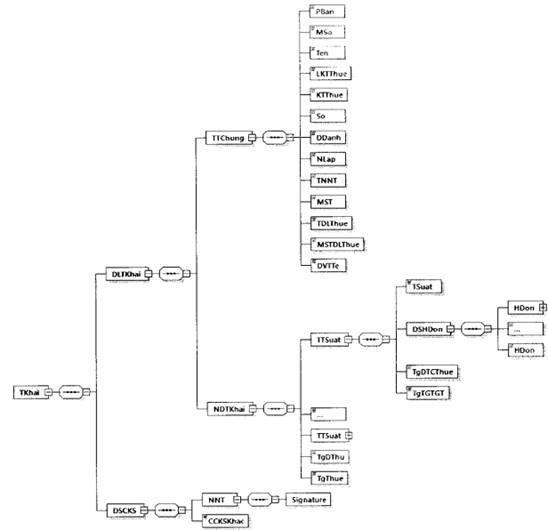 PBan
MSo
Ten
LKTThue
KTThue
So
TTChung
DDanh
NLap
TNNT
MST
TDLThue
MSTDLThue
DVTTe
DLTKhai
TSuat
HDon
TTSuat
DSHDon
...
HDon
TgDTCThue
TgTGTGT
TKhai
NDTKhai
...
TTSuat
TgDThu
TgThue
NNT
Signature
DSCKS
CCKSKhac